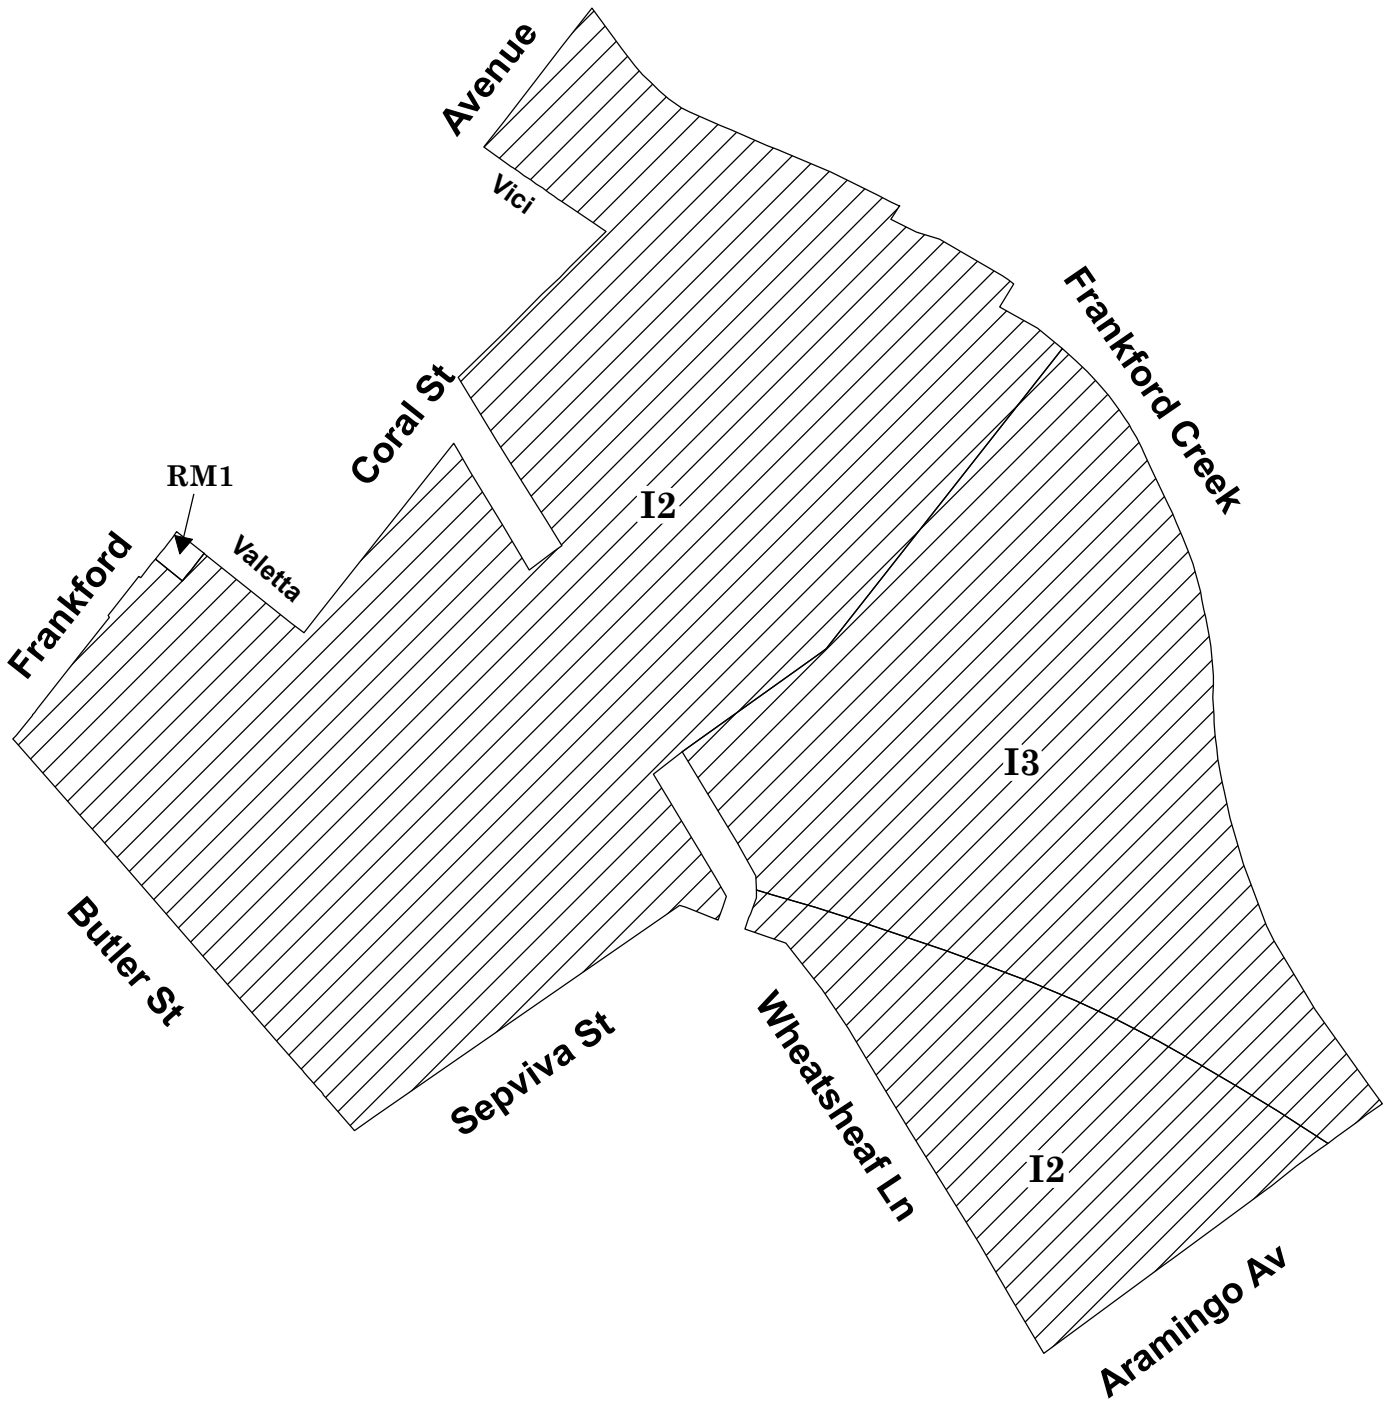 Avenue
Vici
Frankford Creek
Coral St
RM1
I2
Valetta
Frankford
I3
Butler St
Sepviva St
Wheatsheaf Ln
I2
Aramingo Av